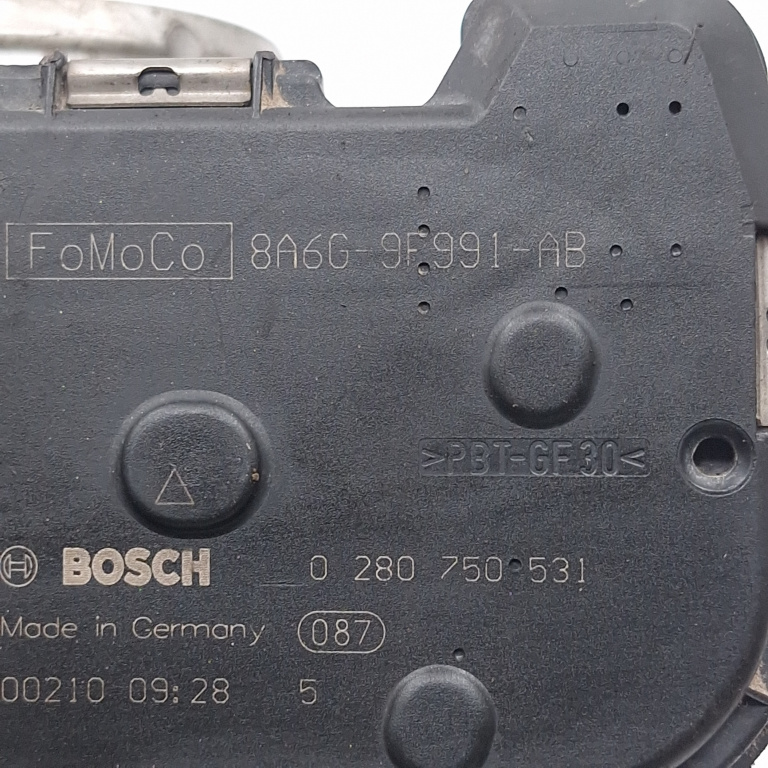 FoMoCo 8A6G-9F991-AB
>PBT-GF30<
BOSCH 0 280 750 531
Made in Germany 087
00210 09:28 5